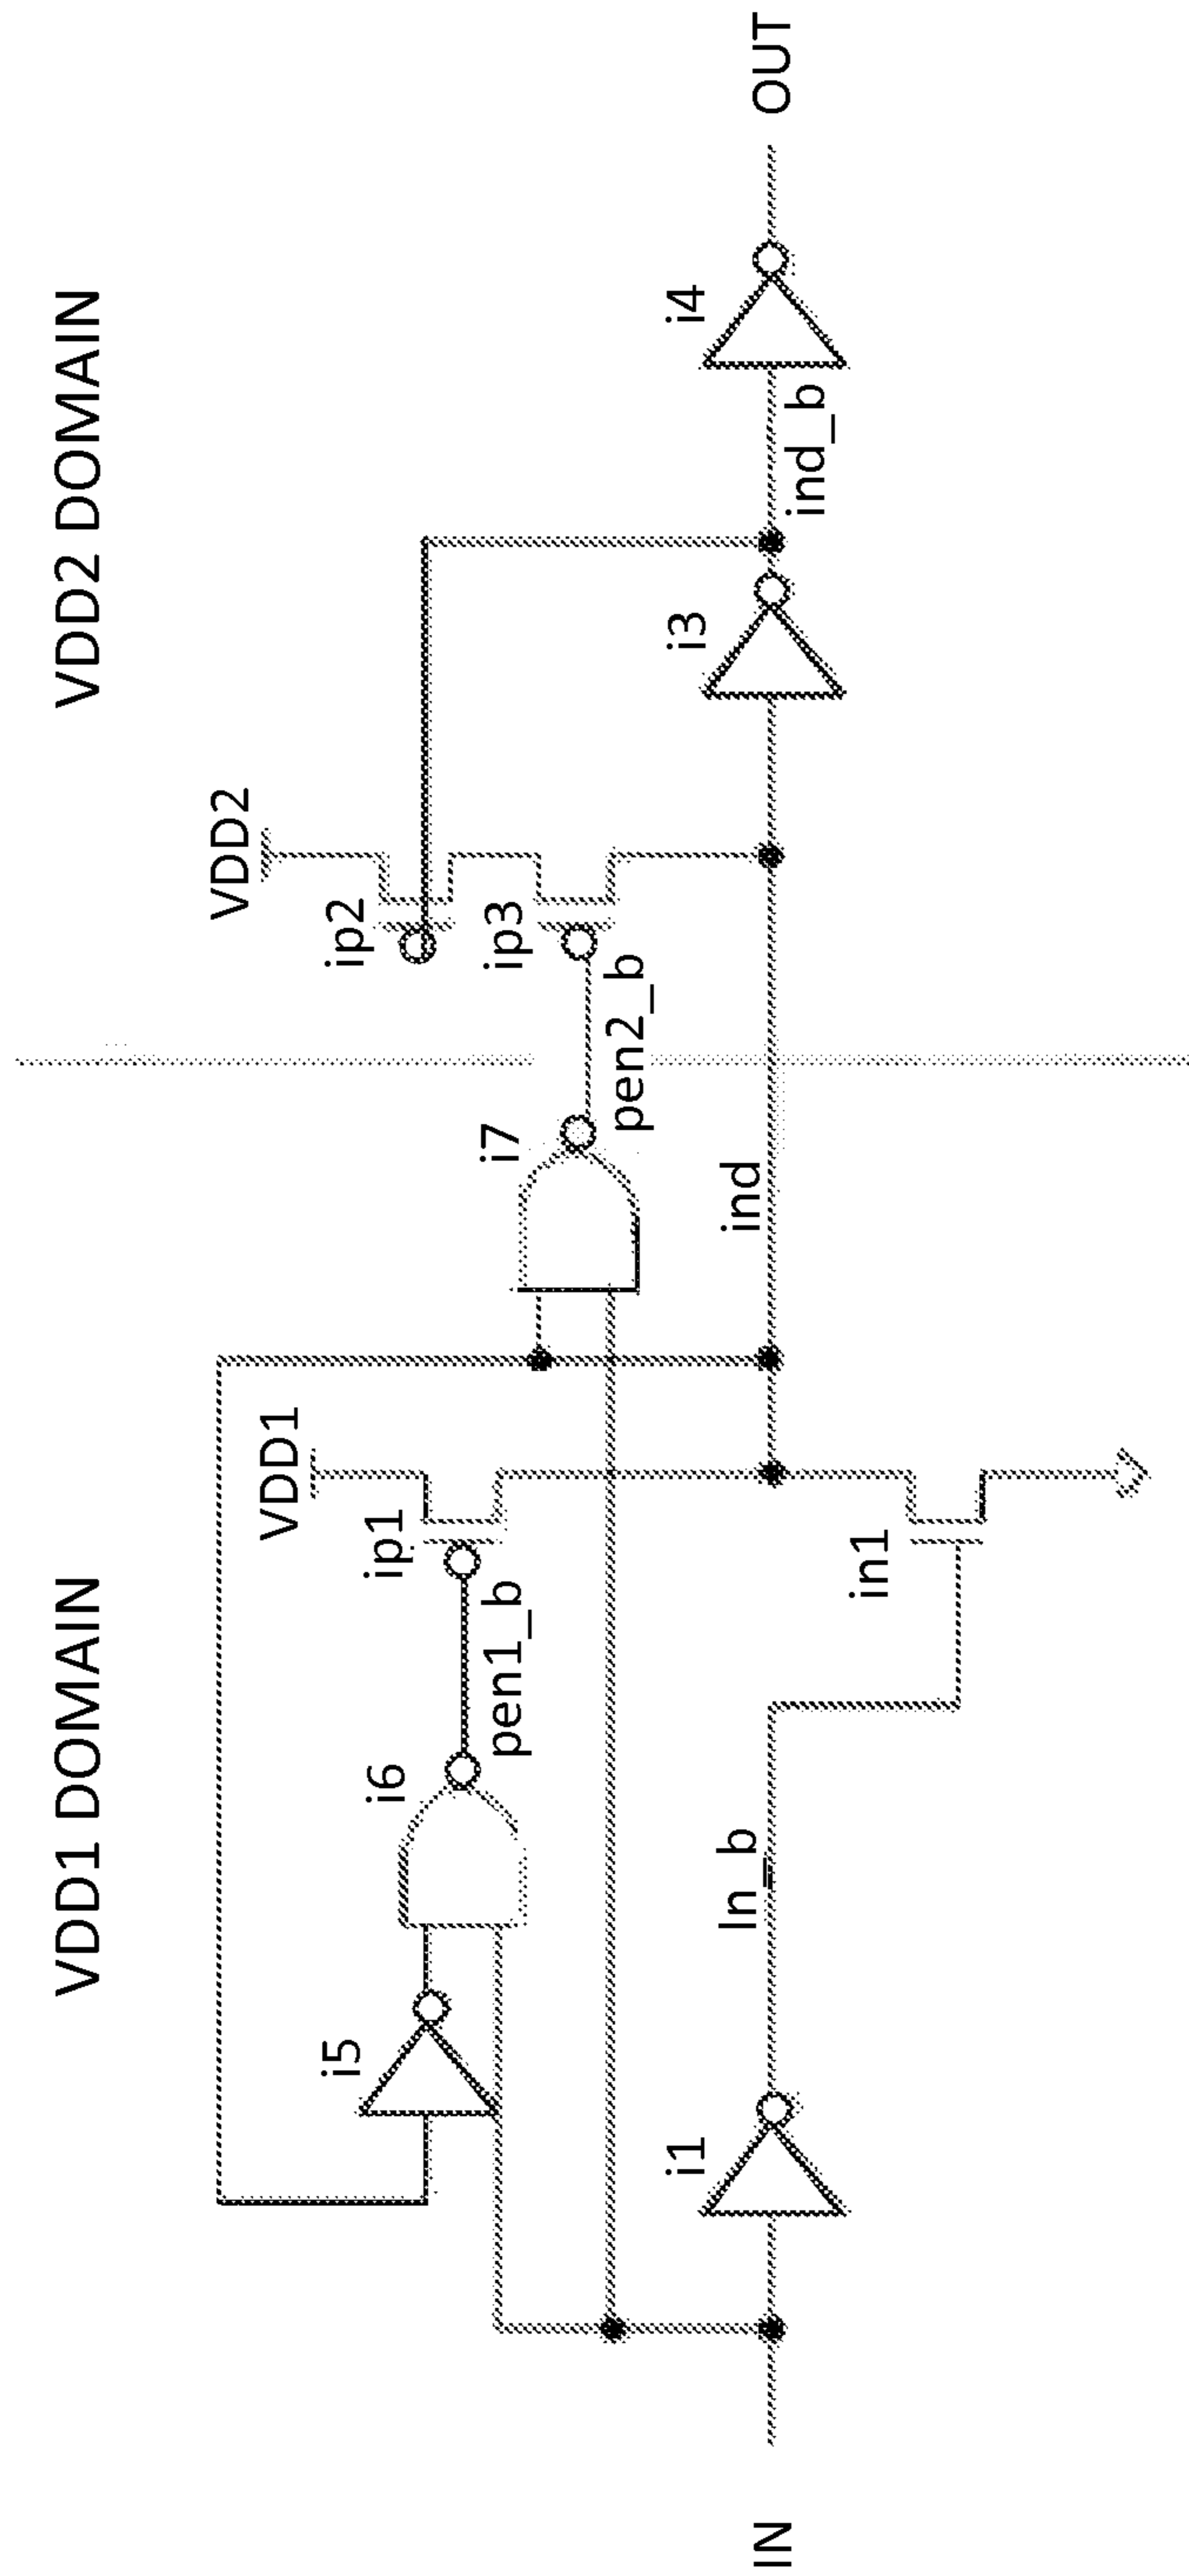 VDD1 DOMAIN
VDD2 DOMAIN
VDD2
VDD1
ip2
i5
i6
ip1
pen1_b
i7
ip3
pen2_b
i1
In_b
ind
i3
i4
ind_b
IN
OUT
in1